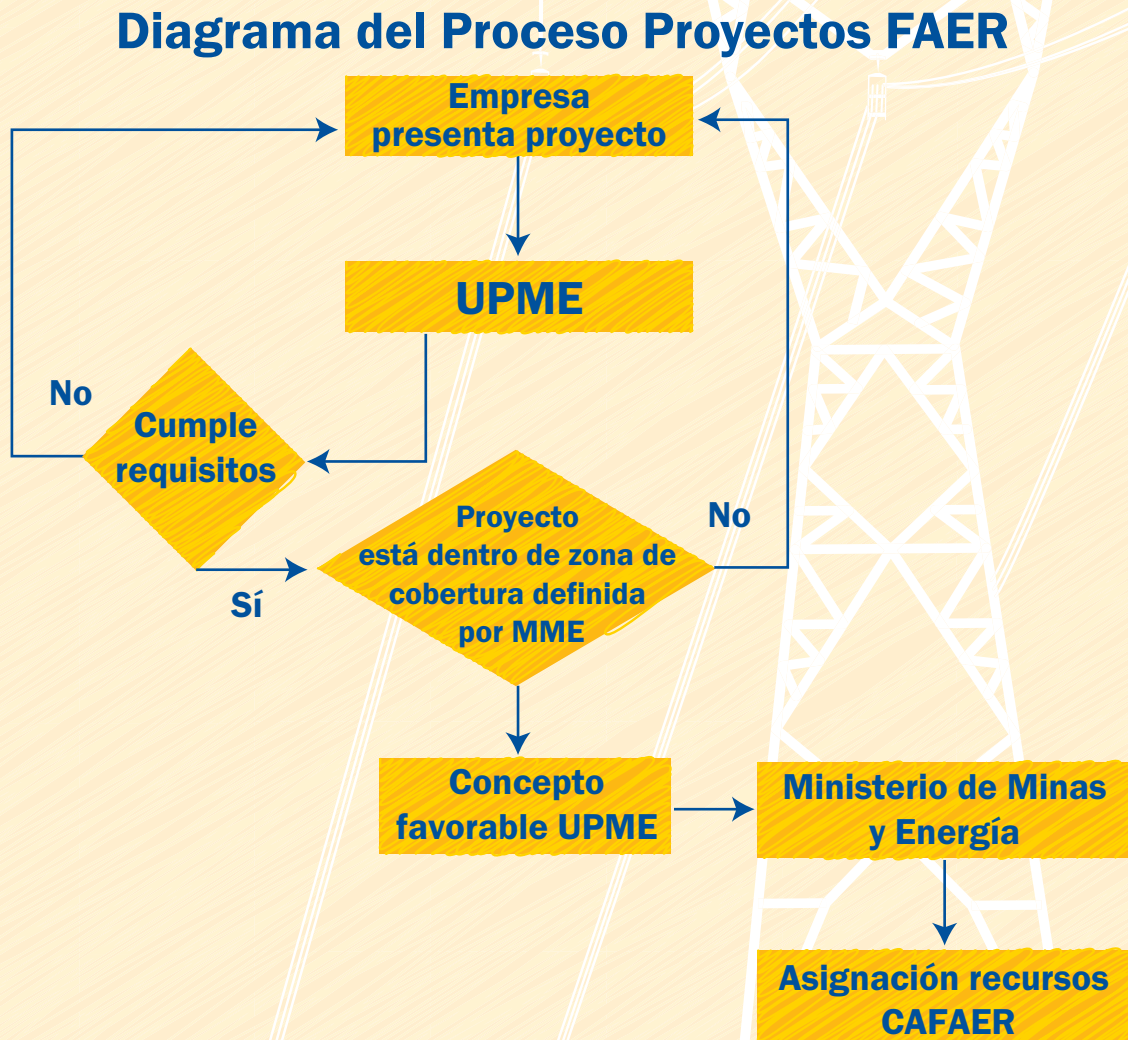 Diagrama del Proceso Proyectos FAER
Empresa
presenta proyecto
UPME
No
Cumple
requisitos
Sí
Proyecto
está dentro de zona de
cobertura definida
por MME
No
Concepto
favorable UPME
Ministerio de Minas
y Energía
Asignación recursos
CAFAER